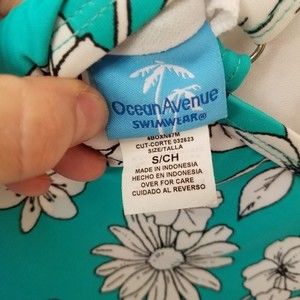 OceanAvenue
SWIMWEAR®
4BOXN47M
CUT-CORTE 032623
SIZE/TALLA
S/CH
MADE IN INDONESIA
HECHO EN INDONESIA
OVER FOR CARE
CUIDADO AL REVERSO